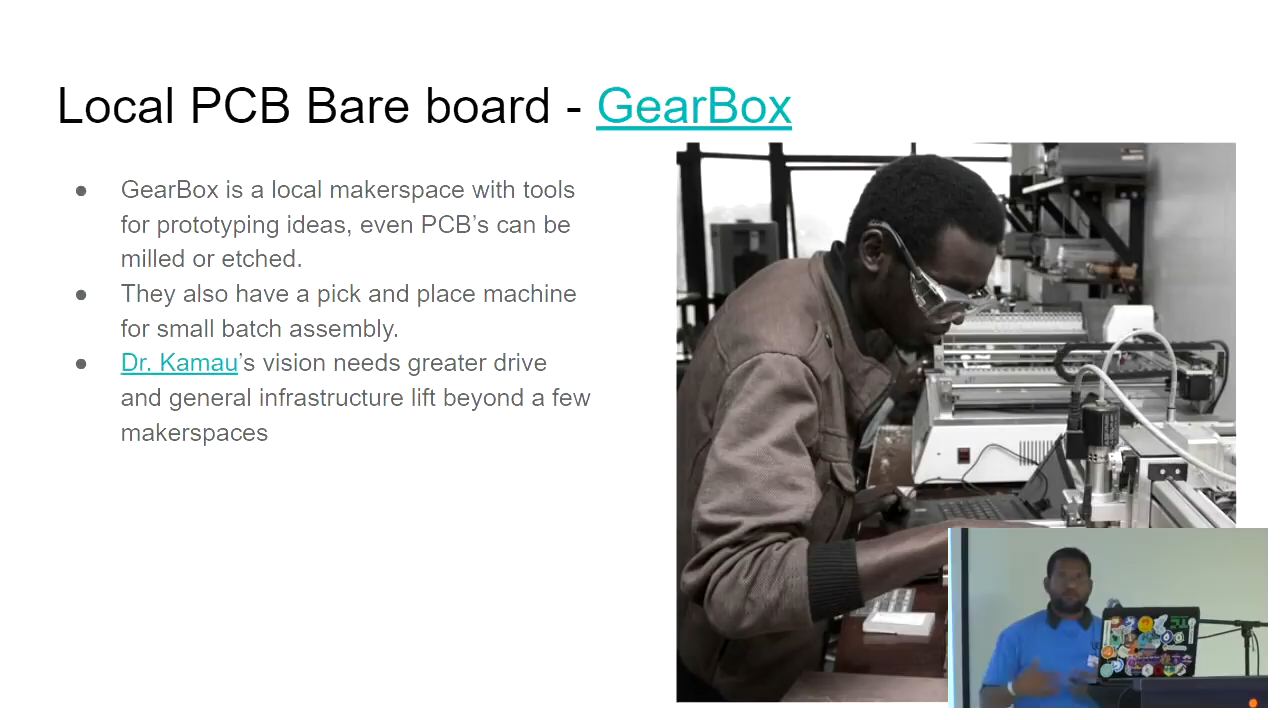 Local PCB Bare board - GearBox
● GearBox is a local makerspace with tools
for prototyping ideas, even PCB's can be
milled or etched.
● They also have a pick and place machine
for small batch assembly.
● Dr. Kamau's vision needs greater drive
and general infrastructure lift beyond a few
makerspaces